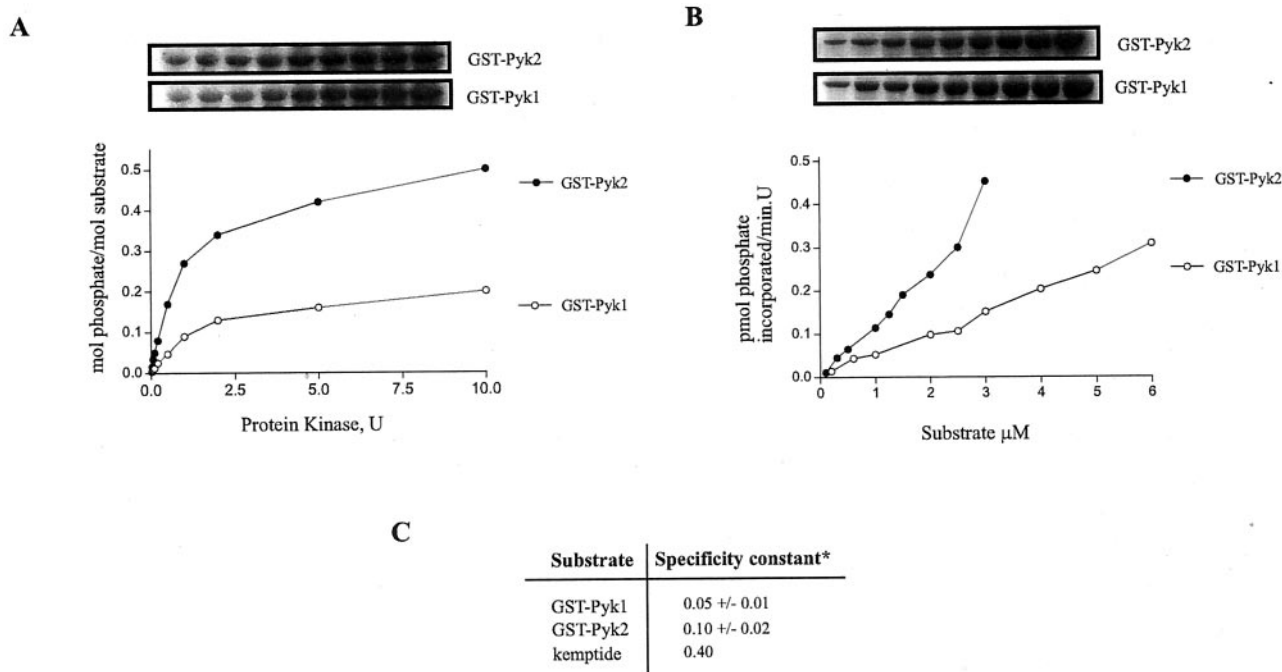 A
GST-Pyk2
GST-Pyk1
mol phosphate/mol substrate
0.5
0.4
0.3
0.2
0.1
0.0
0.0
2.5
5.0
7.5
10.0
Protein Kinase, U
GST-Pyk2
GST-Pyk1
B
GST-Pyk2
GST-Pyk1
pmol phosphate
incorporated/min.U
0.5
0.4
0.3
0.2
0.1
0.0
0
1
2
3
4
5
6
Substrate μM
GST-Pyk2
GST-Pyk1
C
Substrate Specificity constant*
GST-Pyk1 0.05 +/- 0.01
GST-Pyk2 0.10 +/- 0.02
kemptide 0.40